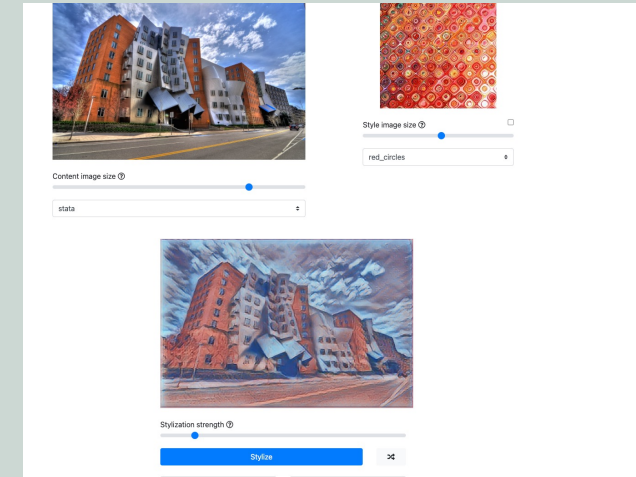 Style image size
red_circles
Content image size
stata
Stylization strength
Stylize